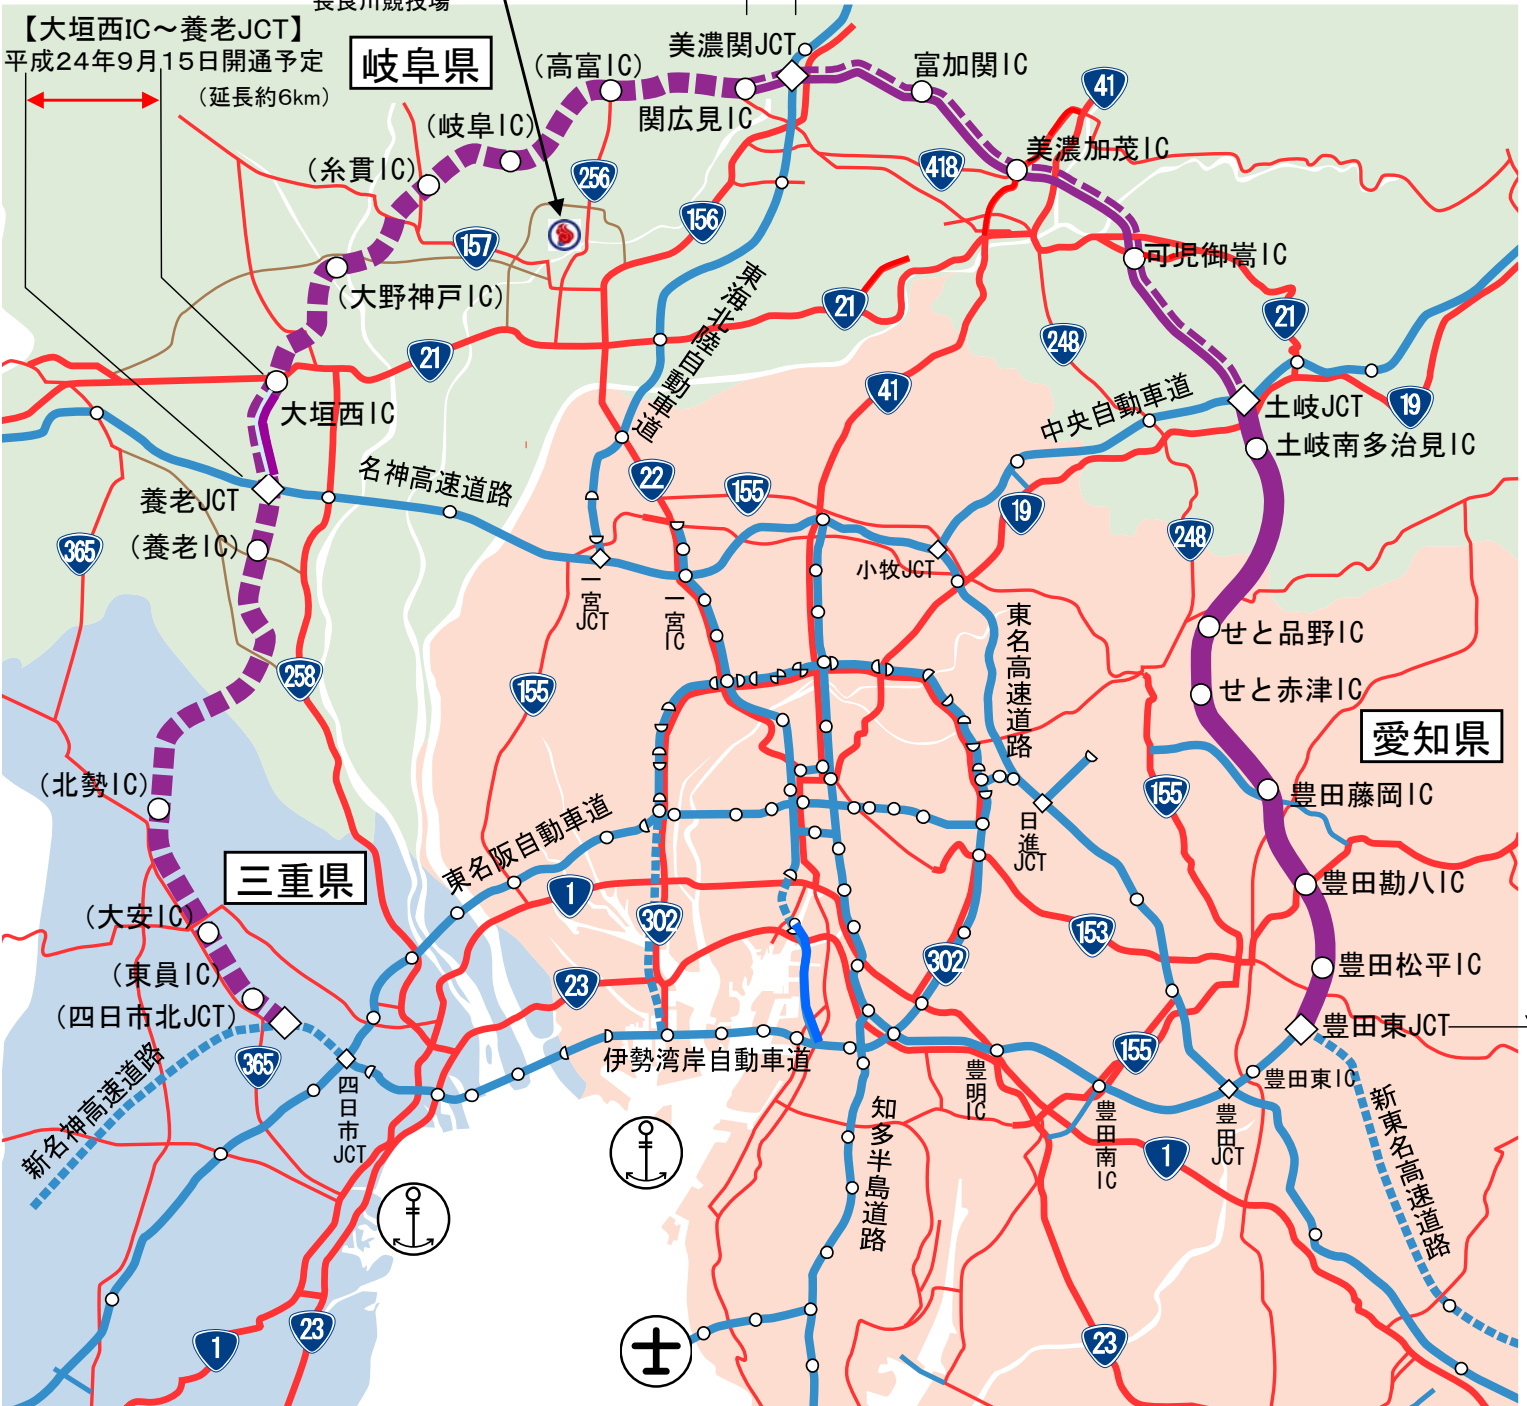 長良川競技場
【大垣西IC～養老JCT】
平成24年9月15日開通予定
(延長約6km)
岐阜県
(高富IC)
美濃関JCT
富加関IC
関広見IC
41
(岐阜IC)
美濃加茂IC
(糸貫IC)
256
418
156
157
可児御嵩IC
(大野神戸IC)
東海北陸自動車道
21
21
248
21
41
大垣西IC
中央自動車道
土岐JCT
19
土岐南多治見IC
名神高速道路
22
155
養老JCT
19
(養老IC)
365
248
小牧JCT
一宮JCT
一宮IC
東名高速道路
せと品野IC
258
155
せと赤津IC
愛知県
(北勢IC)
155
豊田藤岡IC
東名阪自動車道
日進JCT
三重県
1
豊田勘八IC
(大安IC)
302
153
302
豊田松平IC
(東員IC)
23
(四日市北JCT)
豊田東JCT
新名神高速道路
365
伊勢湾岸自動車道
155
豊明IC
豊田東IC
四日市JCT
知多半島道路
豊田南IC
豊田JCT
新東名高速道路
1
1
23
23